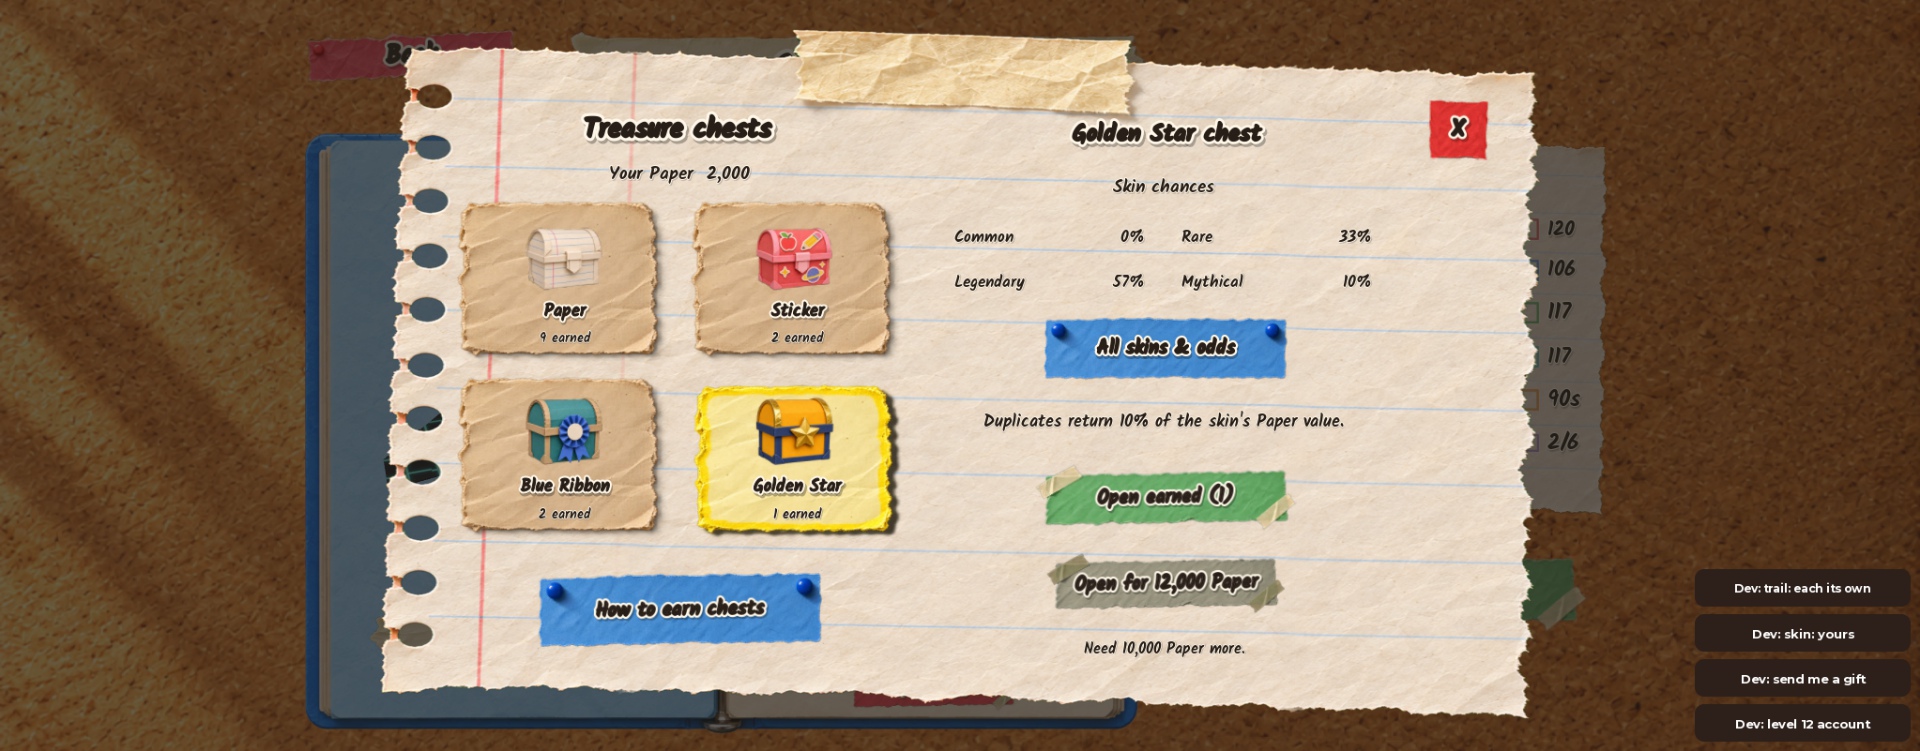 Treasure chests
Your Paper 2,000
Paper
9 earned
Sticker
2 earned
Blue Ribbon
2 earned
Golden Star
1 earned
How to earn chests
Golden Star chest
X
Skin chances
Common 0% Rare 33%
Legendary 57% Mythical 10%
All skins & odds
Duplicates return 10% of the skin's Paper value.
Open earned (1)
Open for 12,000 Paper
Need 10,000 Paper more.
120
106
117
117
90s
2/6
Dev: trail: each its own
Dev: skin: yours
Dev: send me a gift
Dev: level 12 account